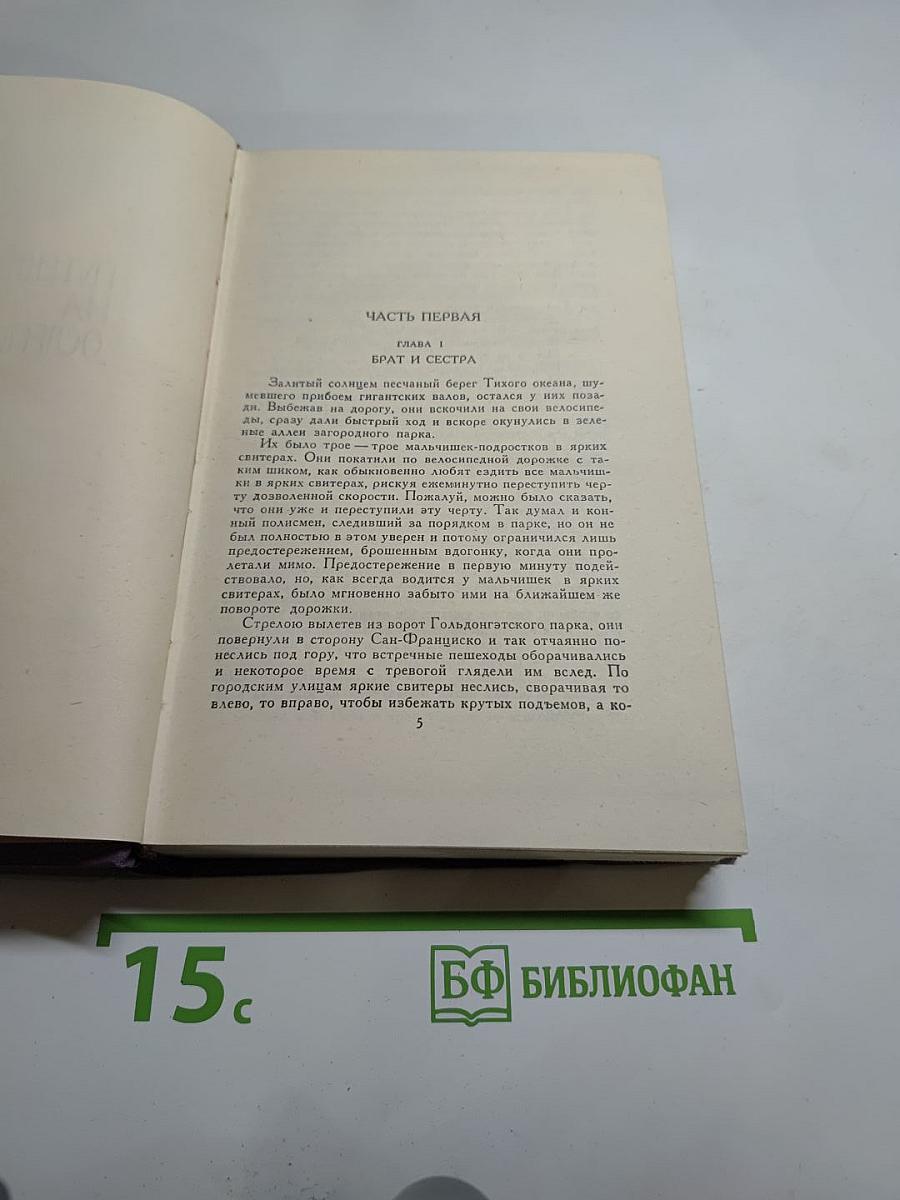 ЧАСТЬ ПЕРВАЯ
ГЛАВА I
БРАТ И СЕСТРА
Залитый солнцем песчаный берег Тихого океана, шу-
мевшего прибоем гигантских валов, остался у них поза-
ди. Выбежав на дорогу, они вскочили на свои велосипе-
ды, сразу дали быстрый ход и вскоре окунулись в зеле-
ные аллеи загородного парка.
Их было трое — трое мальчишек-подростков в ярких
свитерах. Они покатили по велосипедной дорожке с та-
ким шиком, как обыкновенно любят ездить все мальчиш-
ки в ярких свитерах, рискуя ежеминутно переступить чер-
ту дозволенной скорости. Пожалуй, можно было сказать,
что они уже и переступили эту черту. Так думал и кон-
ный полисмен, следивший за порядком в парке, но он не
был полностью в этом уверен и потому ограничился лишь
предостережением, брошенным вдогонку, когда они про-
летали мимо. Предостережение в первую минуту подей-
ствовало, но, как всегда водится у мальчишек в ярких
свитерах, было мгновенно забыто ими на ближайшем же
повороте дорожки.
Стрелою вылетев из ворот Гольдонгэтского парка, они
повернули в сторону Сан-Франциско и так отчаянно по-
неслись под гору, что встречные пешеходы оборачивались
и некоторое время с тревогой глядели им вслед. По
городским улицам яркие свитеры неслись, сворачивая то
влево, то вправо, чтобы избежать крутых подъемов, а ко-
5
15 с
БФ БИБЛИОФАН